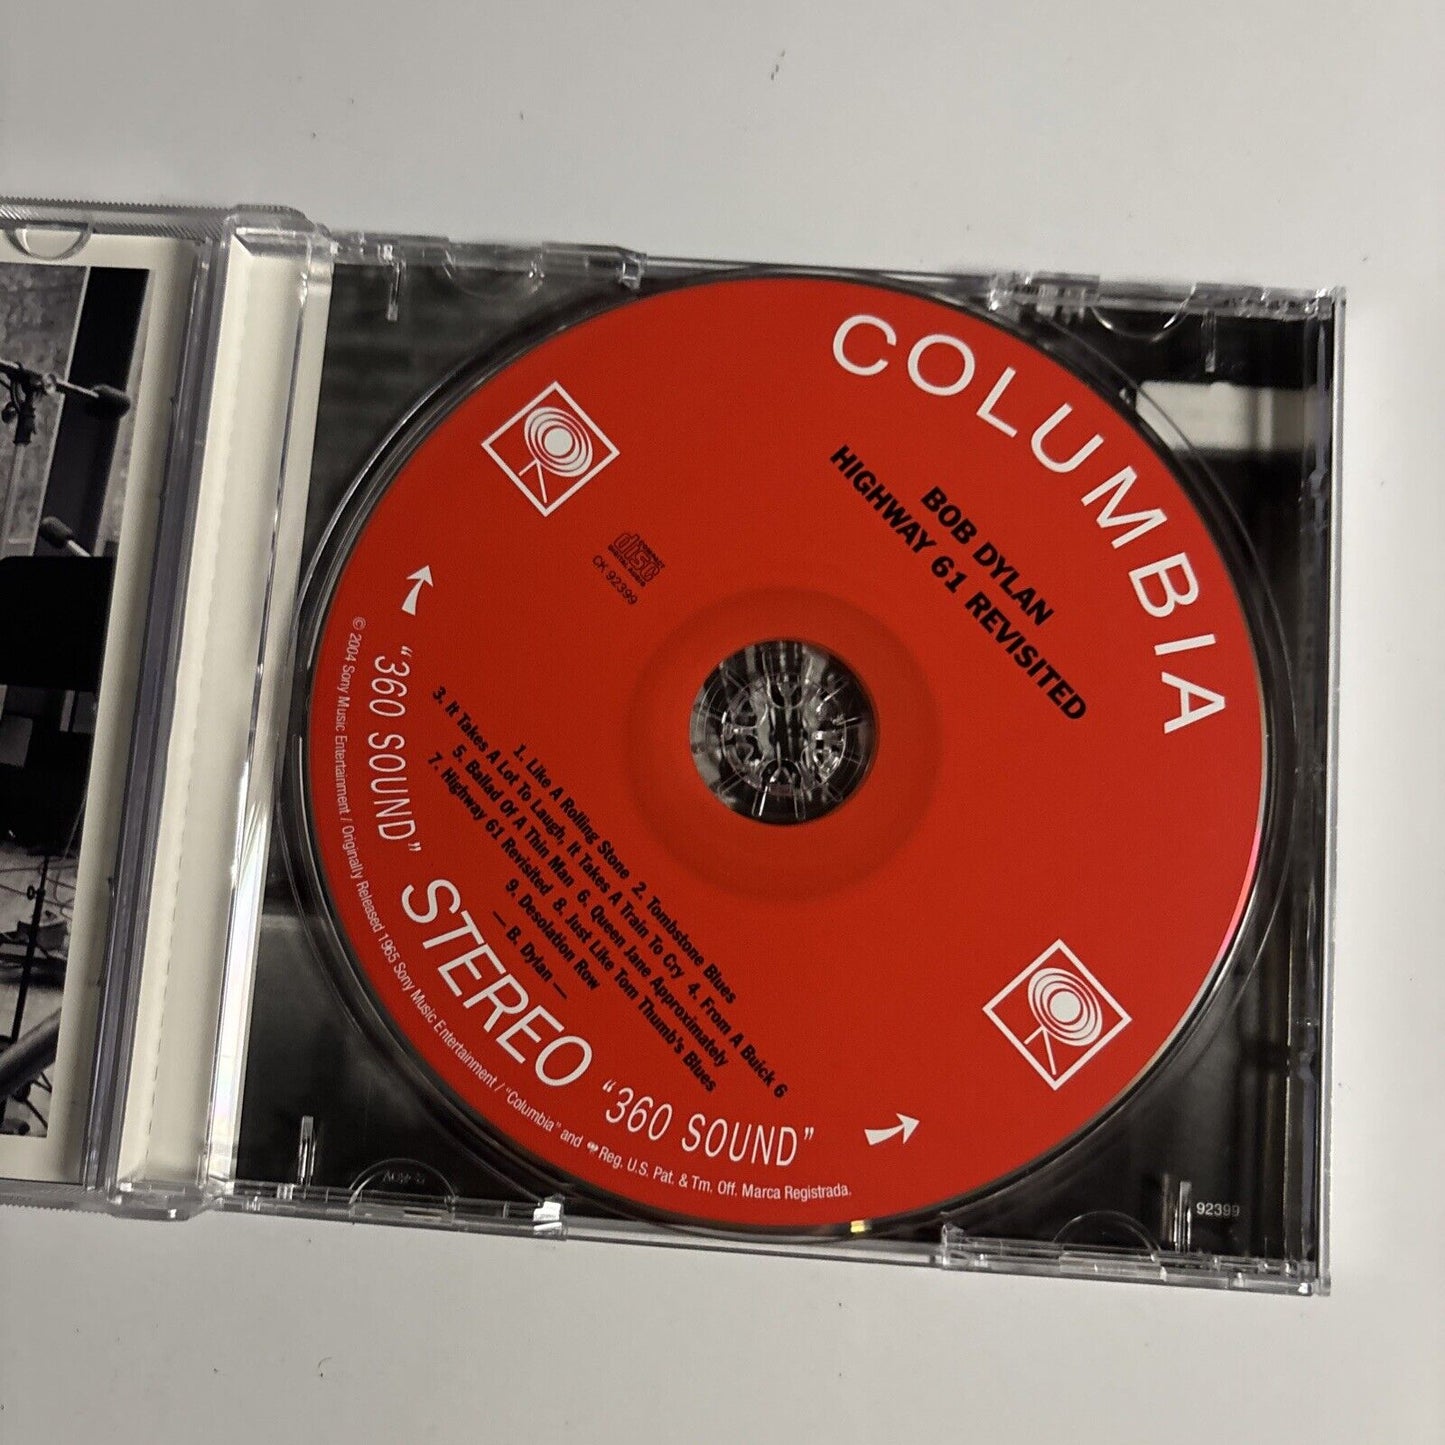 COLUMBIA
BOB DYLAN
HIGHWAY 61 REVISITED
COMPACT
disc
DIGITAL AUDIO
CK 92399
1. Like A Rolling Stone 2. Tombstone Blues
3. It Takes A Lot To Laugh, It Takes A Train To Cry 4. From A Buick 6
5. Ballad Of A Thin Man 6. Queen Jane Approximately
7. Highway 61 Revisited 8. Just Like Tom Thumb's Blues
9. Desolation Row
— B. Dylan —
"360 SOUND" STEREO "360 SOUND"
© 2004 Sony Music Entertainment / Originally Released 1965 Sony Music Entertainment / "Columbia" and Reg. U.S. Pat. & Tm. Off. Marca Registrada.
92399